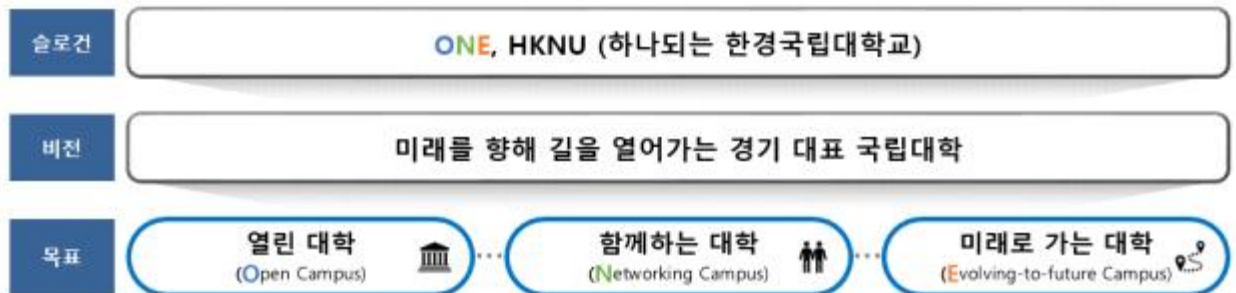 슬로건
ONE, HKNU (하나되는 한경국립대학교)
비전
미래를 향해 길을 열어가는 경기 대표 국립대학
목표
열린 대학
(Open Campus)
함께하는 대학
(Networking Campus)
미래로 가는 대학
(Evolving-to-future Campus)